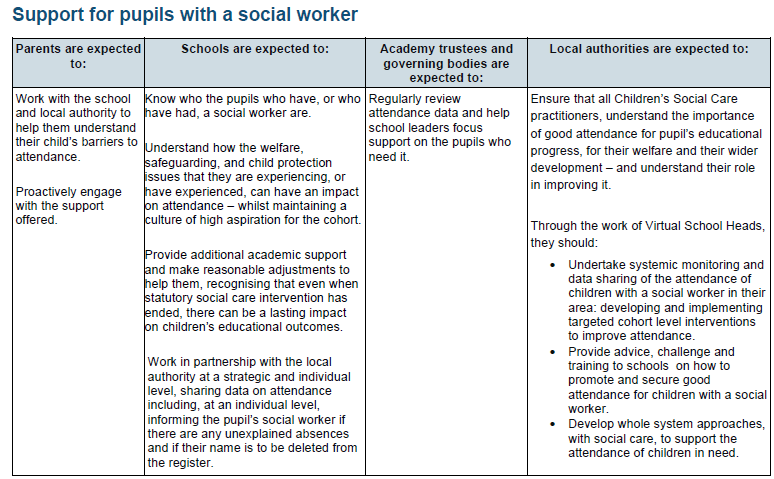 Support for pupils with a social worker
Parents are expected
to:
Schools are expected to:
Academy trustees and
governing bodies are
expected to:
Local authorities are expected to:
Work with the school
and local authority to
help them understand
their child's barriers to
attendance.
Proactively engage
with the support
offered.
Know who the pupils who have, or who
have had, a social worker are.
Understand how the welfare,
safeguarding, and child protection
issues that they are experiencing, or
have experienced, can have an impact
on attendance – whilst maintaining a
culture of high aspiration for the cohort.
Provide additional academic support
and make reasonable adjustments to
help them, recognising that even when
statutory social care intervention has
ended, there can be a lasting impact
on children's educational outcomes.
Work in partnership with the local
authority at a strategic and individual
level, sharing data on attendance
including, at an individual level,
informing the pupil's social worker if
there are any unexplained absences
and if their name is to be deleted from
the register.
Regularly review
attendance data and help
school leaders focus
support on the pupils who
need it.
Ensure that all Children's Social Care
practitioners, understand the importance
of good attendance for pupil's educational
progress, for their welfare and their wider
development – and understand their role
in improving it.
Through the work of Virtual School Heads,
they should:
• Undertake systemic monitoring and
data sharing of the attendance of
children with a social worker in their
area: developing and implementing
targeted cohort level interventions
to improve attendance.
• Provide advice, challenge and
training to schools on how to
promote and secure good
attendance for children with a social
worker.
• Develop whole system approaches,
with social care, to support the
attendance of children in need.